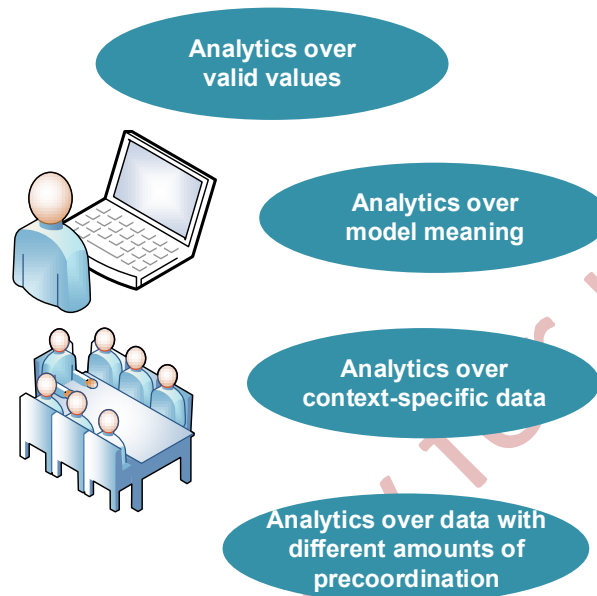 Analytics over
valid values
Analytics over
model meaning
Analytics over
context-specific data
Analytics over data with
different amounts of
precoordination